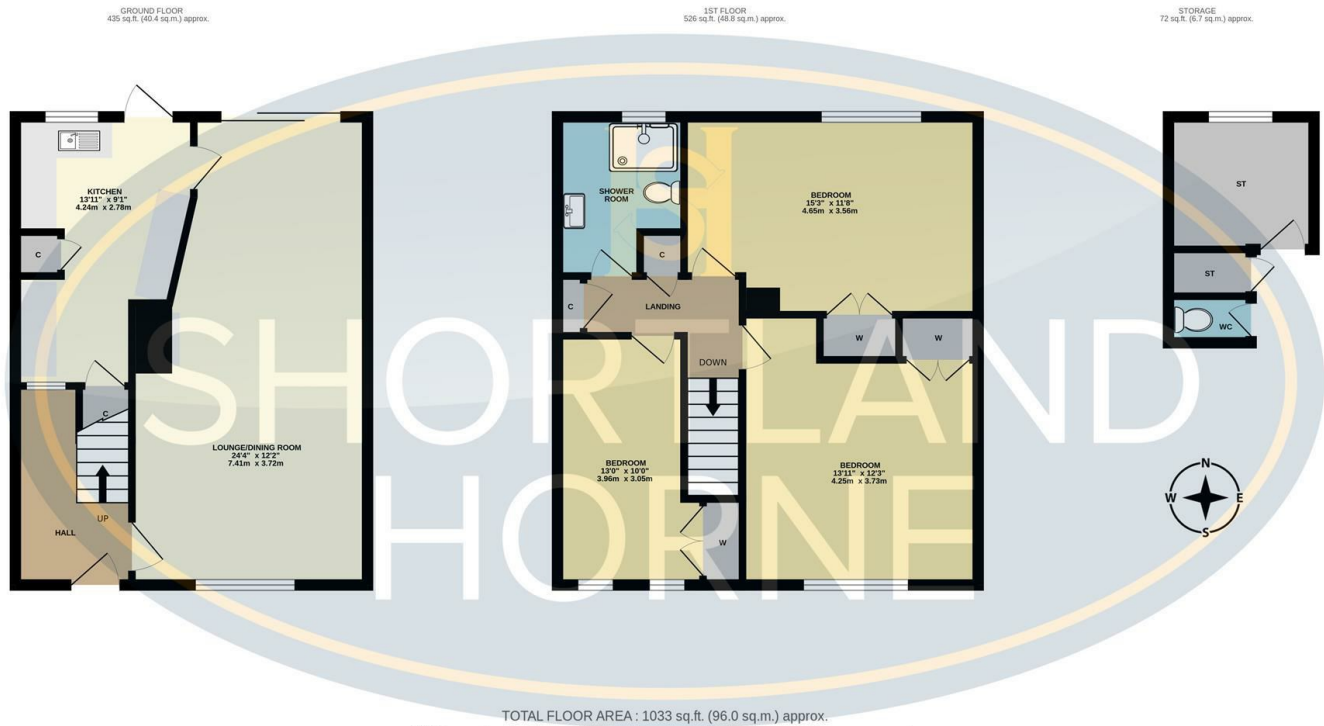 GROUND FLOOR
435 sq.ft. (40.4 sq.m.) approx.
1ST FLOOR
526 sq.ft. (48.8 sq.m.) approx.
STORAGE
72 sq.ft. (6.7 sq.m.) approx.
KITCHEN
13'11" x 9'1"
4.24m x 2.78m
C
C
LOUNGE/DINING ROOM
24'4" x 12'2"
7.41m x 3.72m
UP
HALL
SHOWER
ROOM
BEDROOM
15'3" x 11'8"
4.65m x 3.56m
C
C
LANDING
W
W
DOWN
BEDROOM
13'0" x 10'0"
3.96m x 3.05m
BEDROOM
13'11" x 12'3"
4.25m x 3.73m
W
ST
ST
WC
N
W
E
S
SH
SHORTLAND
HORNE
TOTAL FLOOR AREA : 1033 sq.ft. (96.0 sq.m.) approx.